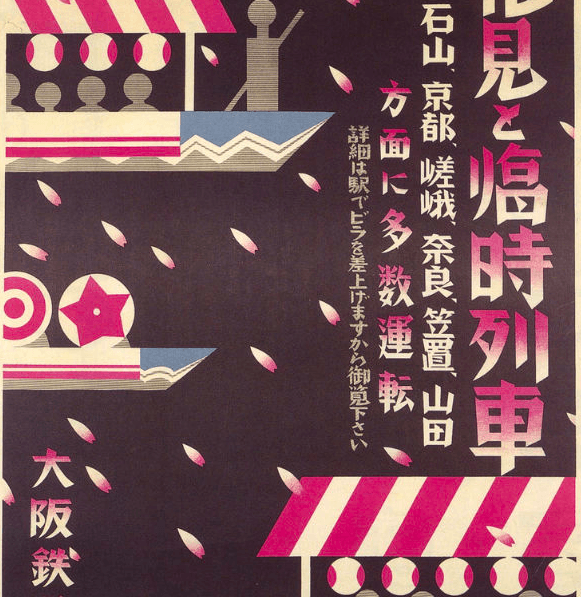 見と臨時列車
石山、京都、嵯峨、奈良、笠置、山田
方面に多数運転
詳細は駅でビラを差上げますから御覧下さい
大阪鉄